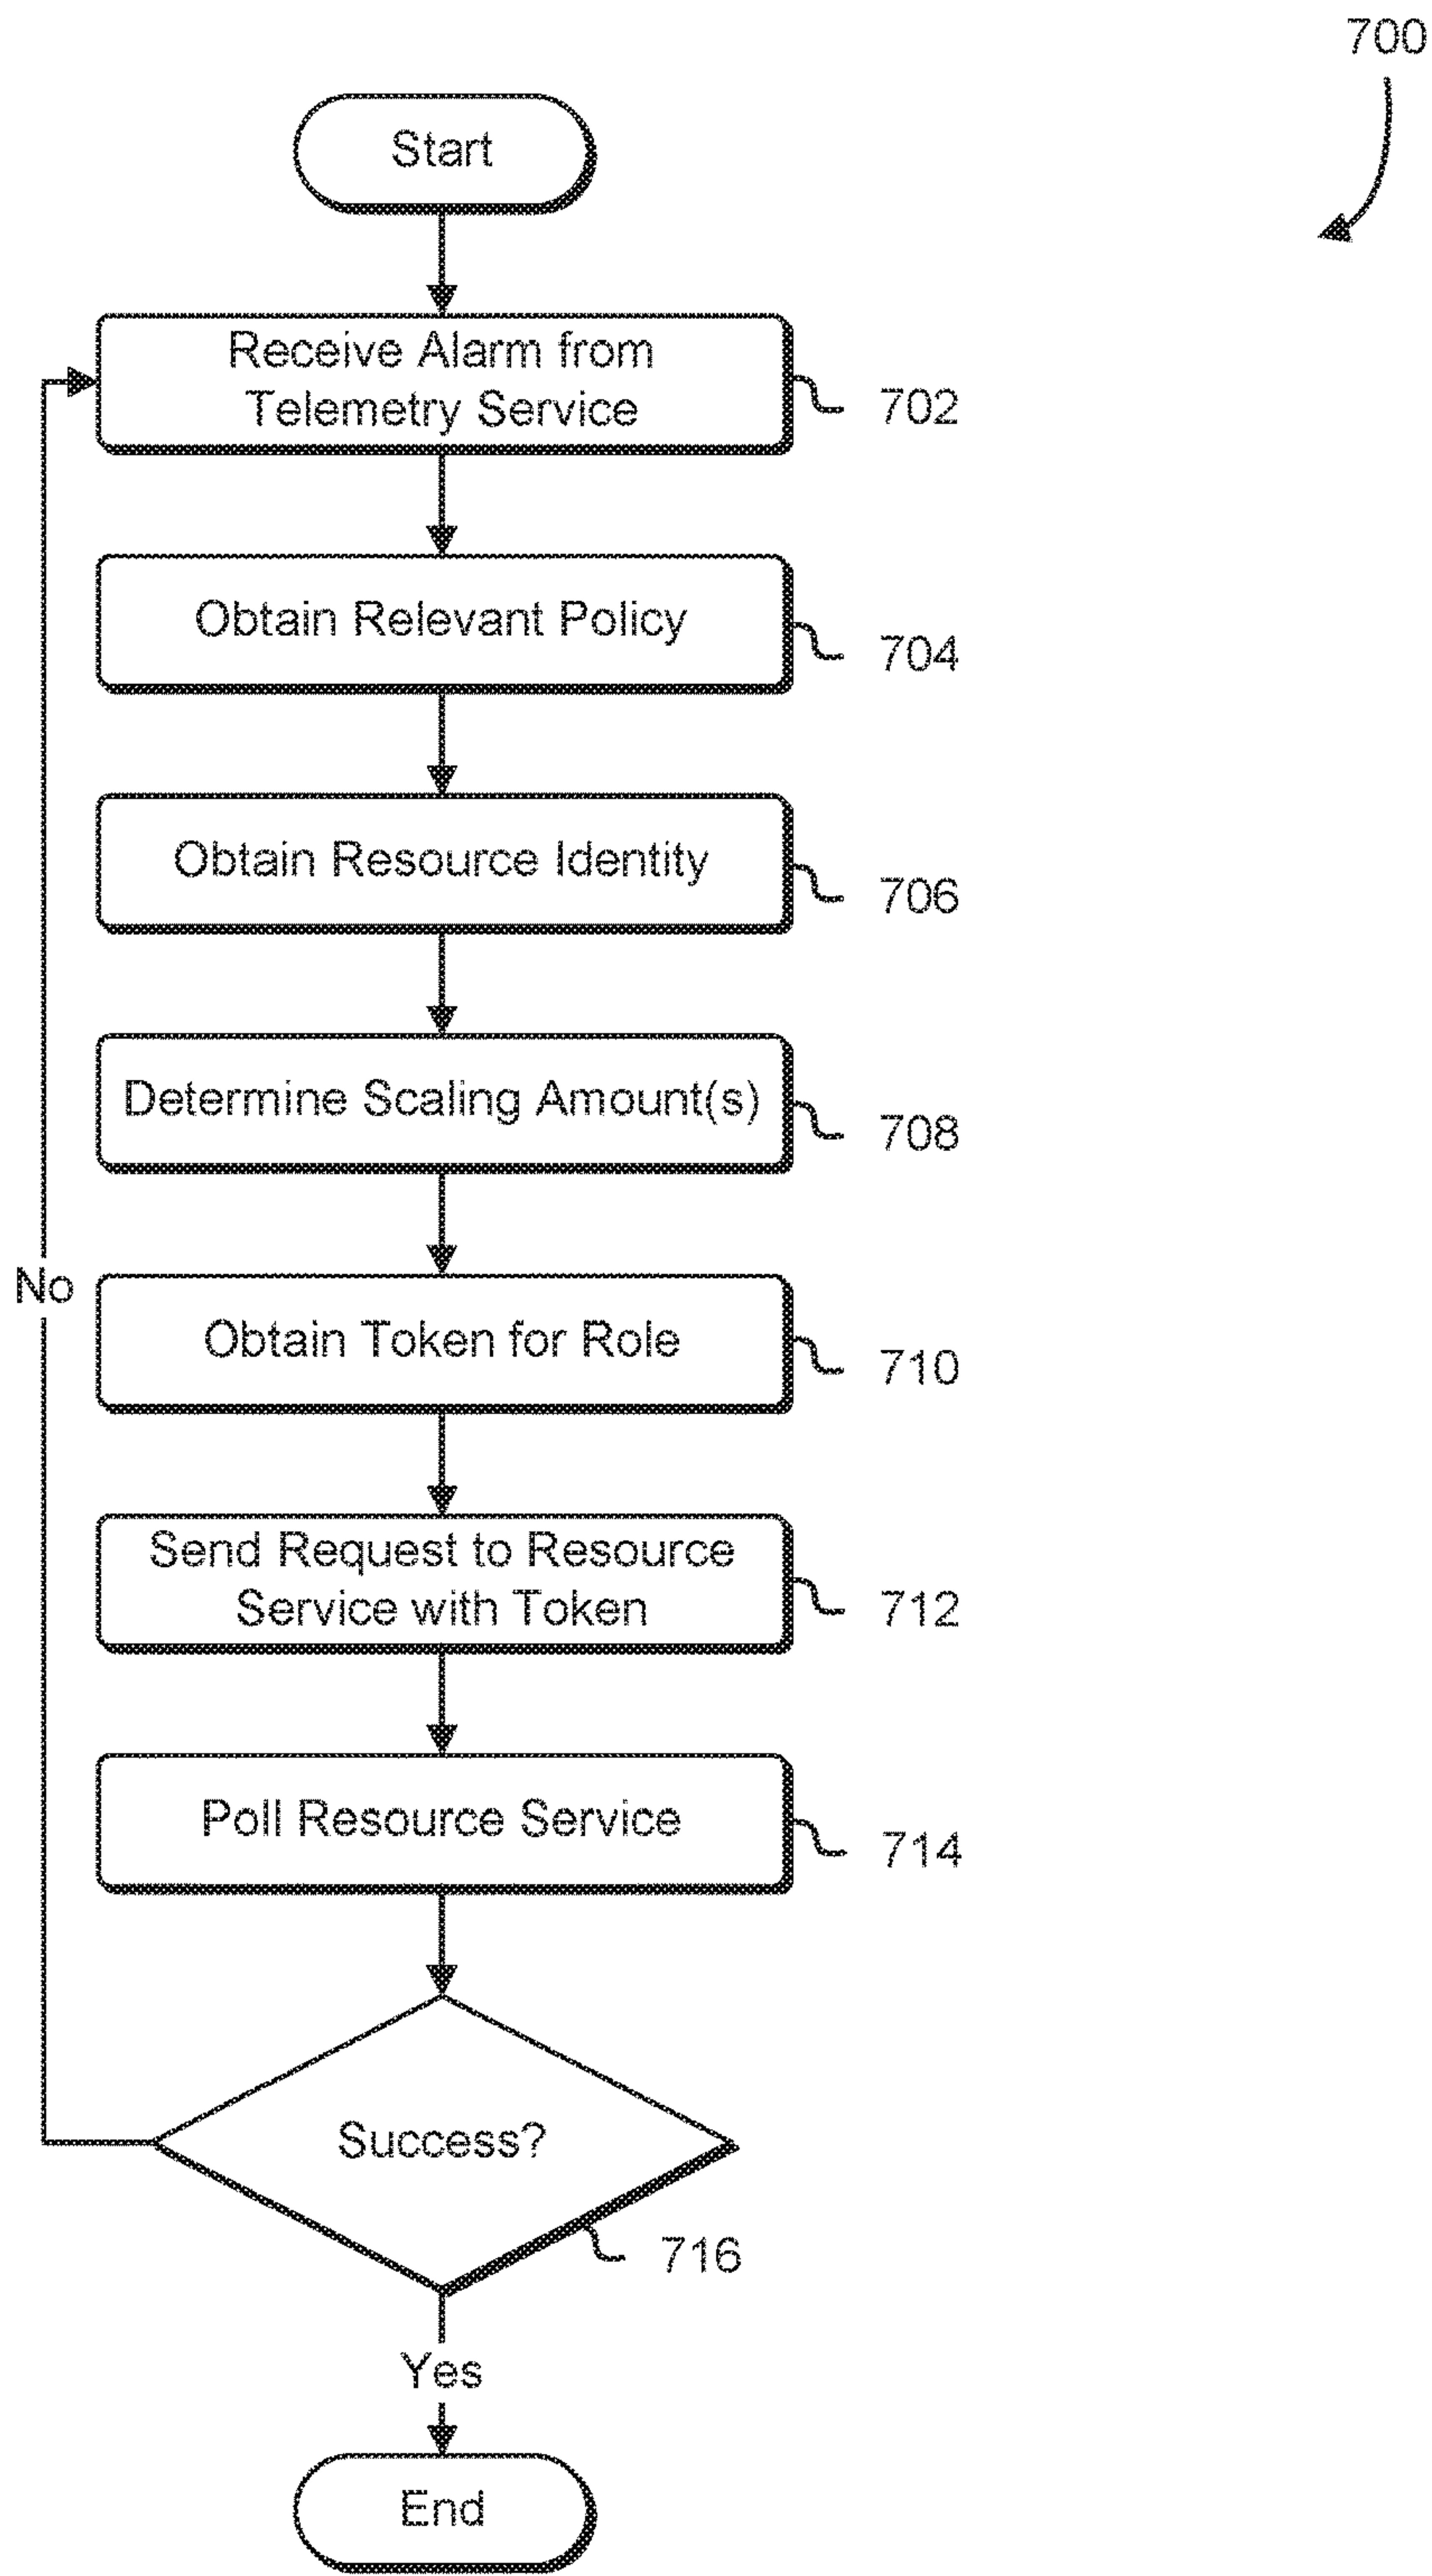 700
Start
Receive Alarm from
Telemetry Service
702
Obtain Relevant Policy
704
Obtain Resource Identity
706
Determine Scaling Amount(s)
708
No
Obtain Token for Role
710
Send Request to Resource
Service with Token
712
Poll Resource Service
714
Success?
716
Yes
End